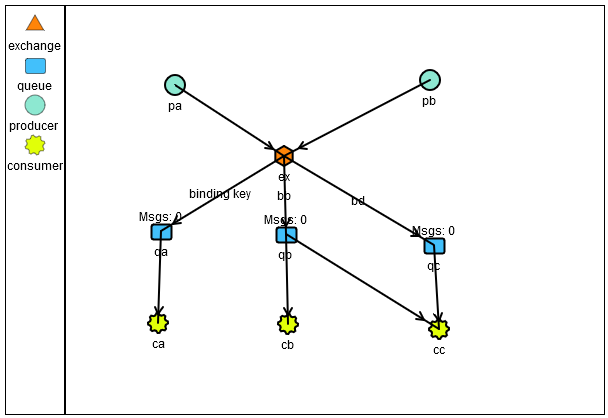 exchange
queue
producer
consumer
pa
pb
ex
binding key
bb
bd
Msgs: 0
Msgs: 0
Msgs: 0
qa
qb
qc
ca
cb
cc